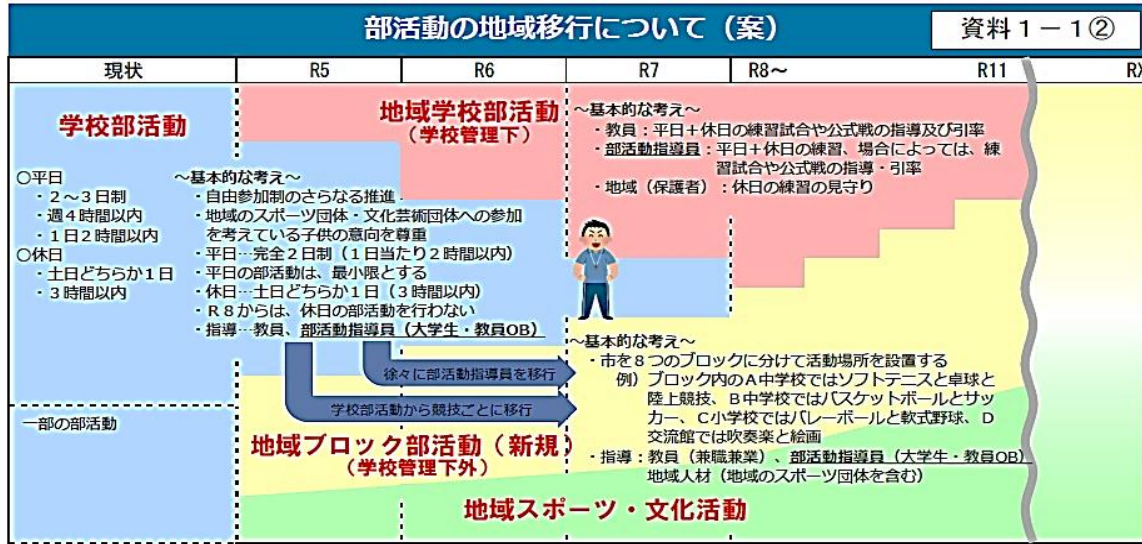 部活動の地域移行について（案）
資料１－１②
現状
R5
R6
R7
R8～
R11
RX
学校部活動
○平日
・２～３日制
・週４時間以内
・１日２時間以内
○休日
・土日どちらか１日
・３時間以内
～基本的な考え～
・自由参加制のさらなる推進
・地域のスポーツ団体・文化芸術団体への参加
を考えている子供の意向を尊重
・平日…完全２日制（１日当たり２時間以内）
・平日の部活動は、最小限とする
・休日…土日どちらか１日（３時間以内）
・Ｒ８からは、休日の部活動を行わない
・指導…教員、部活動指導員（大学生・教員OB）
地域学校部活動
（学校管理下）
～基本的な考え～
・教員：平日＋休日の練習試合や公式戦の指導及び引率
・部活動指導員：平日＋休日の練習、場合によっては、練
習試合や公式戦の指導・引率
・地域（保護者）：休日の練習の見守り
徐々に部活動指導員を移行
学校部活動から競技ごとに移行
一部の部活動
地域ブロック部活動（新規）
（学校管理下外）
～基本的な考え～
・市を８つのブロックに分けて活動場所を設置する
例）ブロック内のＡ中学校ではソフトテニスと卓球と
陸上競技、Ｂ中学校ではバスケットボールとサッ
カー、Ｃ小学校ではバレーボールと軟式野球、Ｄ
交流館では吹奏楽と絵画
・指導：教員（兼職兼業）、部活動指導員（大学生・教員OB）
地域人材（地域のスポーツ団体を含む）
地域スポーツ・文化活動